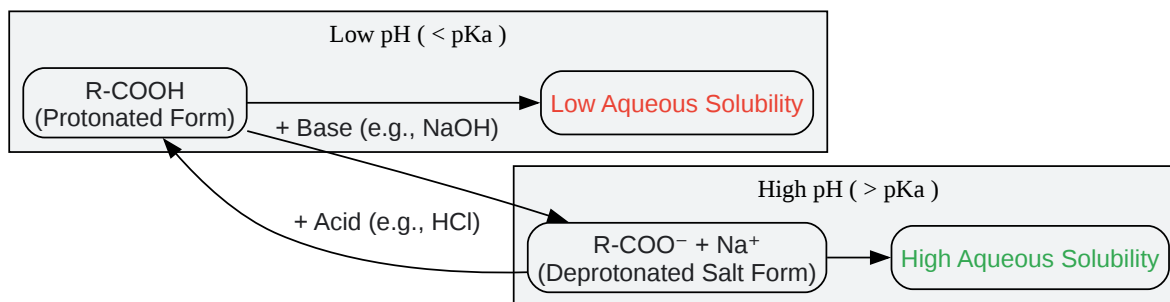 Low pH ( < pKa )
R-COOH
(Protonated Form)
Low Aqueous Solubility
+ Base (e.g., NaOH)
High pH ( > pKa )
+ Acid (e.g., HCl)
R-COO⁻ + Na⁺
(Deprotonated Salt Form)
High Aqueous Solubility